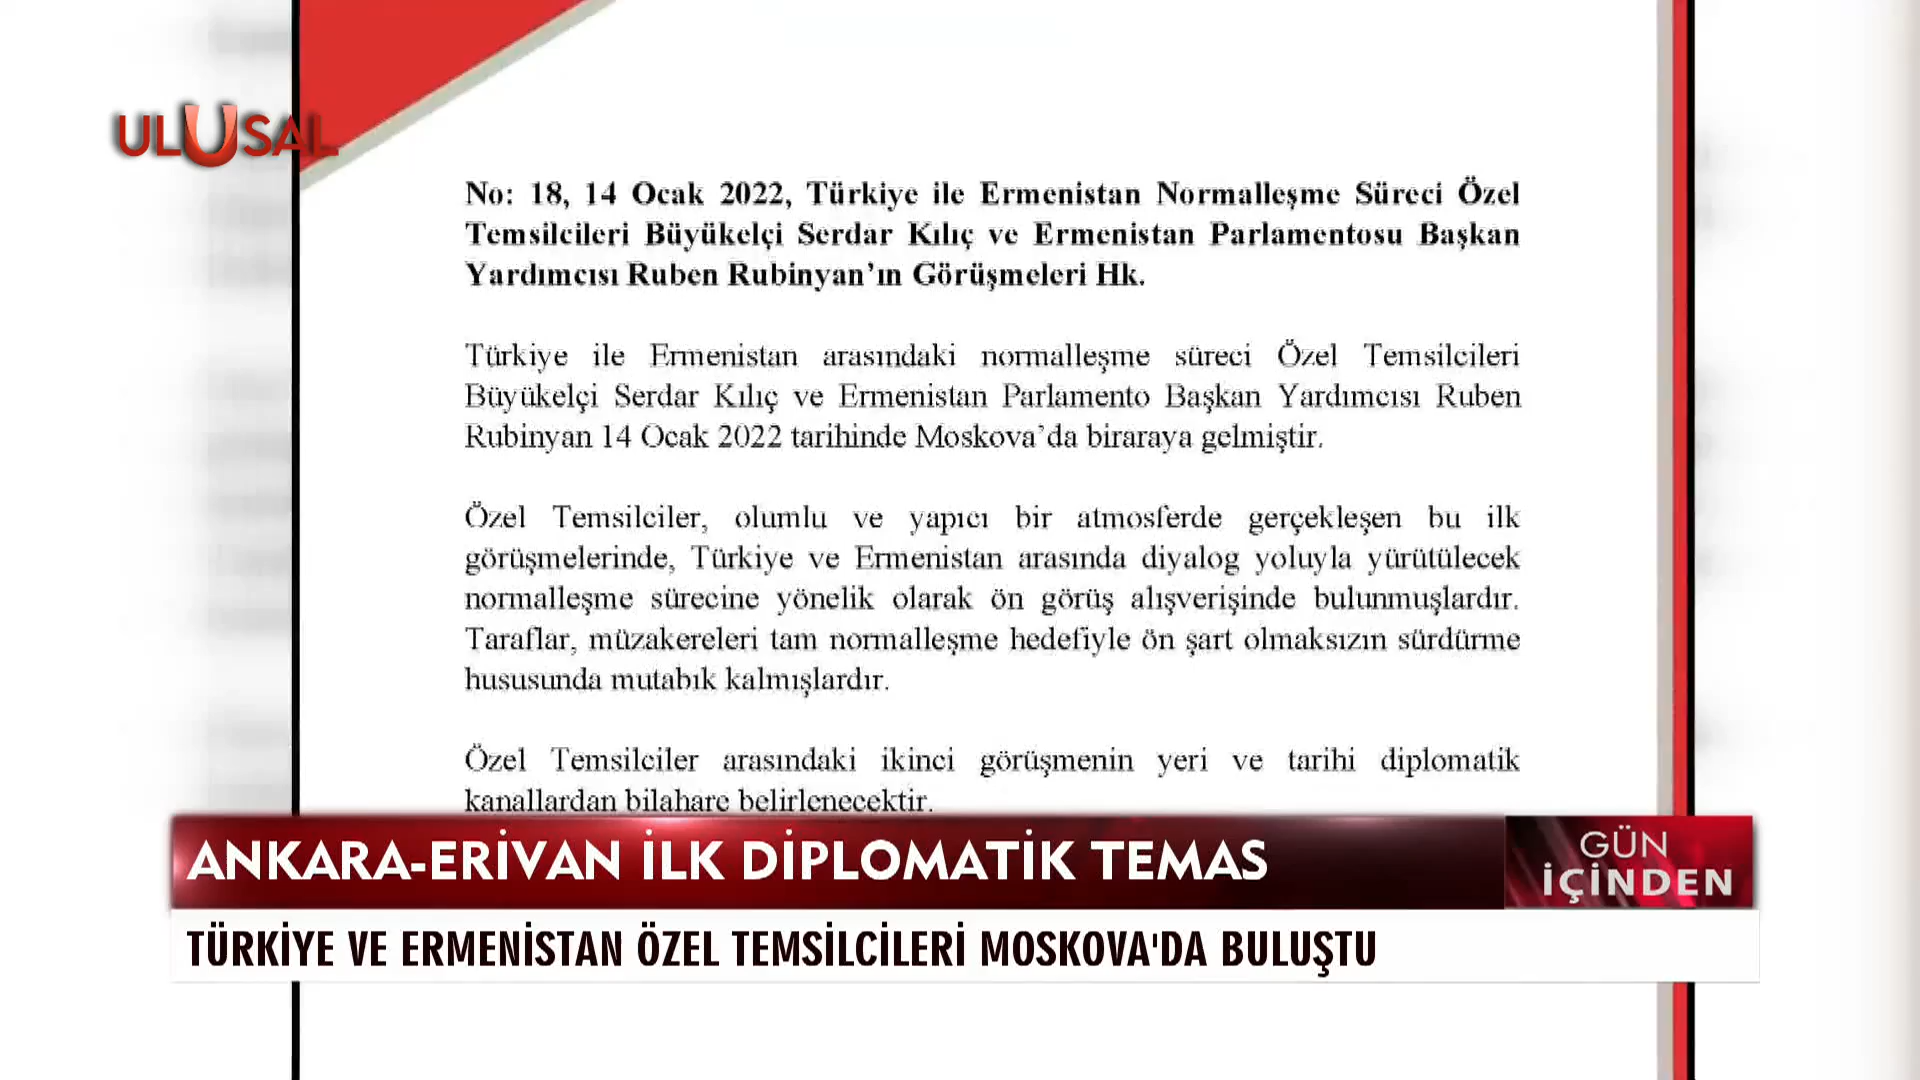 ULUSAL
No: 18, 14 Ocak 2022, Türkiye ile Ermenistan Normalleşme Süreci Özel
Temsilcileri Büyükelçi Serdar Kılıç ve Ermenistan Parlamentosu Başkan
Yardımcısı Ruben Rubinyan’ın Görüşmeleri Hk.
Türkiye ile Ermenistan arasındaki normalleşme süreci Özel Temsilcileri
Büyükelçi Serdar Kılıç ve Ermenistan Parlamento Başkan Yardımcısı Ruben
Rubinyan 14 Ocak 2022 tarihinde Moskova’da biraraya gelmiştir.
Özel Temsilciler, olumlu ve yapıcı bir atmosferde gerçekleşen bu ilk
görüşmelerinde, Türkiye ve Ermenistan arasında diyalog yoluyla yürütülecek
normalleşme sürecine yönelik olarak ön görüş alışverişinde bulunmuşlardır.
Taraflar, müzakereleri tam normalleşme hedefiyle ön şart olmaksızın sürdürme
hususunda mutabık kalmışlardır.
Özel Temsilciler arasındaki ikinci görüşmenin yeri ve tarihi diplomatik
kanallardan bilahare belirlenecektir.
ANKARA-ERİVAN İLK DİPLOMATİK TEMAS
GÜN
İÇİNDEN
TÜRKİYE VE ERMENİSTAN ÖZEL TEMSİLCİLERİ MOSKOVA'DA BULUŞTU